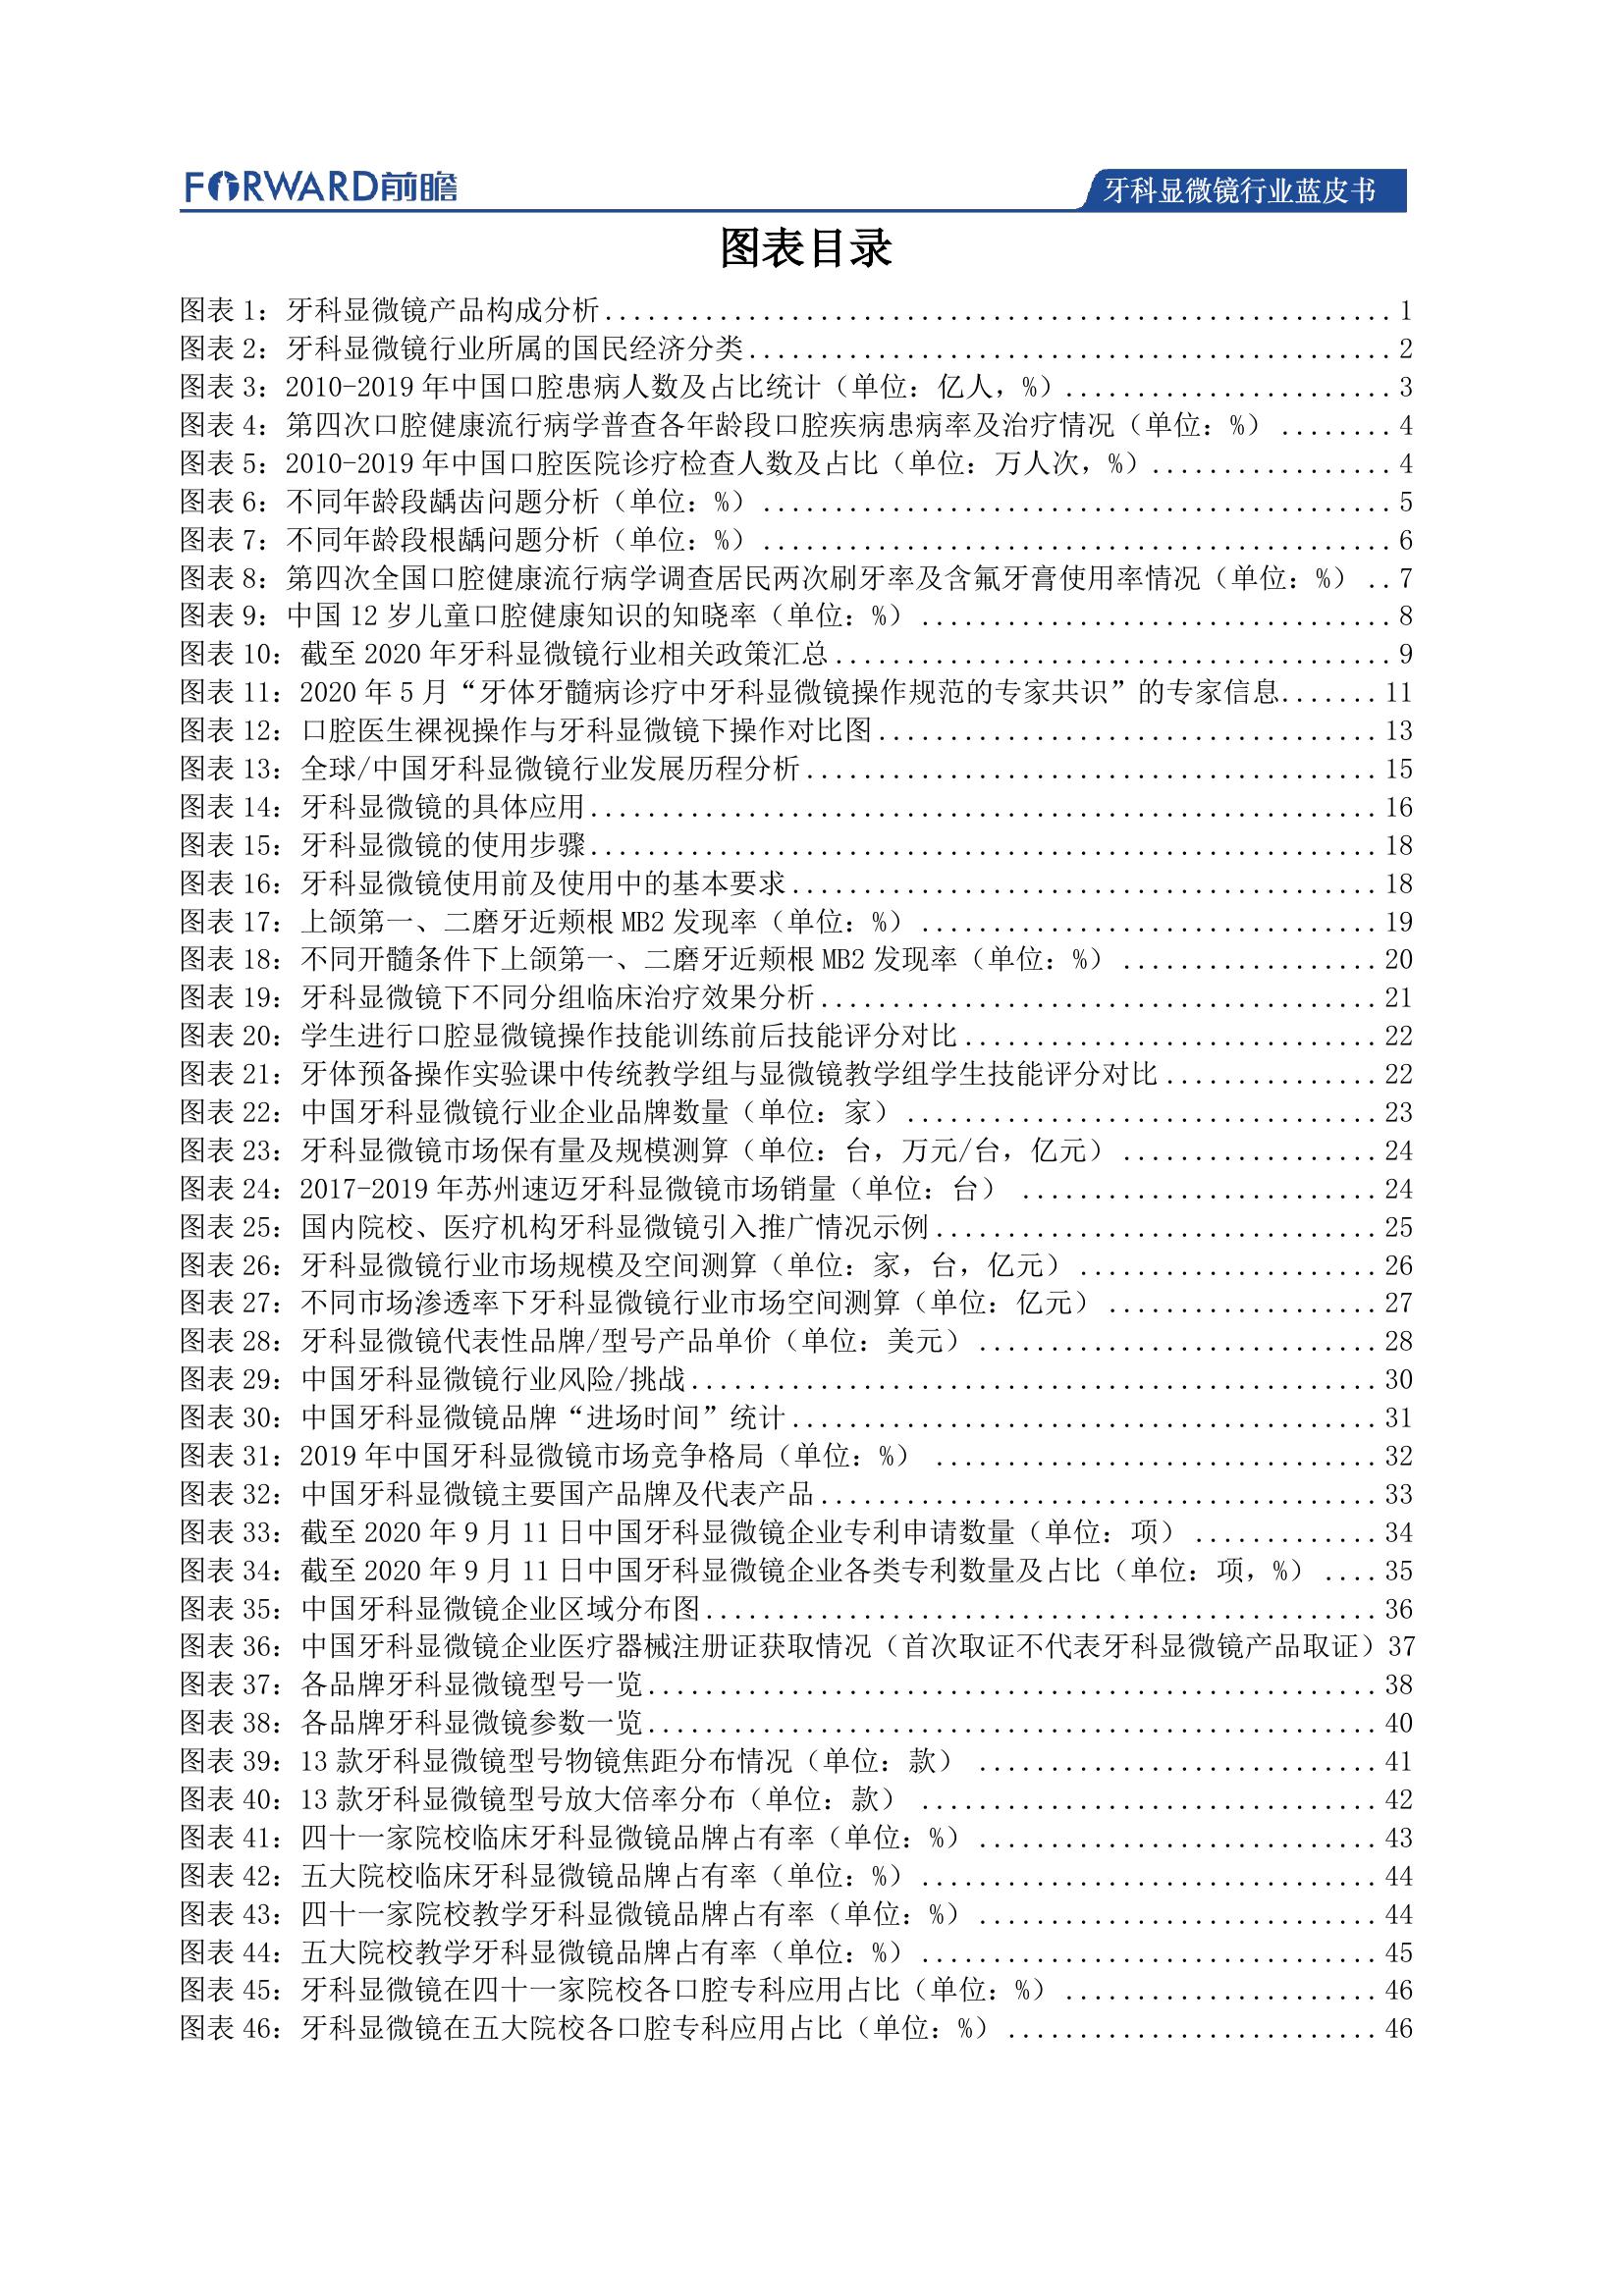 FORWARD前瞻
牙科显微镜行业蓝皮书
图表目录
图表 1：牙科显微镜产品构成分析....................................................... 1
图表 2：牙科显微镜行业所属的国民经济分类............................................. 2
图表 3：2010-2019 年中国口腔患病人数及占比统计（单位：亿人，%）....................... 3
图表 4：第四次口腔健康流行病学普查各年龄段口腔疾病患病率及治疗情况（单位：%） ........ 4
图表 5：2010-2019 年中国口腔医院诊疗检查人数及占比（单位：万人次，%）................. 4
图表 6：不同年龄段龋齿问题分析（单位：%） ............................................ 5
图表 7：不同年龄段根龋问题分析（单位：%） ............................................ 6
图表 8：第四次全国口腔健康流行病学调查居民两次刷牙率及含氟牙膏使用率情况（单位：%） .. 7
图表 9：中国 12 岁儿童口腔健康知识的知晓率（单位：%） ................................. 8
图表 10：截至 2020 年牙科显微镜行业相关政策汇总....................................... 9
图表 11：2020 年 5 月“牙体牙髓病诊疗中牙科显微镜操作规范的专家共识”的专家信息....... 11
图表 12：口腔医生裸视操作与牙科显微镜下操作对比图................................... 13
图表 13：全球/中国牙科显微镜行业发展历程分析........................................ 15
图表 14：牙科显微镜的具体应用....................................................... 16
图表 15：牙科显微镜的使用步骤....................................................... 18
图表 16：牙科显微镜使用前及使用中的基本要求......................................... 18
图表 17：上颌第一、二磨牙近颊根 MB2 发现率（单位：%） ................................ 19
图表 18：不同开髓条件下上颌第一、二磨牙近颊根 MB2 发现率（单位：%） .................. 20
图表 19：牙科显微镜下不同分组临床治疗效果分析....................................... 21
图表 20：学生进行口腔显微镜操作技能训练前后技能评分对比............................. 22
图表 21：牙体预备操作实验课中传统教学组与显微镜教学组学生技能评分对比............... 22
图表 22：中国牙科显微镜行业企业品牌数量（单位：家） ................................. 23
图表 23：牙科显微镜市场保有量及规模测算（单位：台，万元/台，亿元） .................. 24
图表 24：2017-2019 年苏州速迈牙科显微镜市场销量（单位：台） ......................... 24
图表 25：国内院校、医疗机构牙科显微镜引入推广情况示例............................... 25
图表 26：牙科显微镜行业市场规模及空间测算（单位：家，台，亿元） ..................... 26
图表 27：不同市场渗透率下牙科显微镜行业市场空间测算（单位：亿元） ................... 27
图表 28：牙科显微镜代表性品牌/型号产品单价（单位：美元） ............................ 28
图表 29：中国牙科显微镜行业风险/挑战................................................ 30
图表 30：中国牙科显微镜品牌“进场时间”统计......................................... 31
图表 31：2019 年中国牙科显微镜市场竞争格局（单位：%） ............................... 32
图表 32：中国牙科显微镜主要国产品牌及代表产品....................................... 33
图表 33：截至 2020 年 9 月 11 日中国牙科显微镜企业专利申请数量（单位：项） ............. 34
图表 34：截至 2020 年 9 月 11 日中国牙科显微镜企业各类专利数量及占比（单位：项，%） .... 35
图表 35：中国牙科显微镜企业区域分布图............................................... 36
图表 36：中国牙科显微镜企业医疗器械注册证获取情况（首次取证不代表牙科显微镜产品取证）37
图表 37：各品牌牙科显微镜型号一览................................................... 38
图表 38：各品牌牙科显微镜参数一览................................................... 40
图表 39：13 款牙科显微镜型号物镜焦距分布情况（单位：款） ............................ 41
图表 40：13 款牙科显微镜型号放大倍率分布（单位：款） ................................ 42
图表 41：四十一家院校临床牙科显微镜品牌占有率（单位：%） ............................ 43
图表 42：五大院校临床牙科显微镜品牌占有率（单位：%） ................................ 44
图表 43：四十一家院校教学牙科显微镜品牌占有率（单位：%） ............................ 44
图表 44：五大院校教学牙科显微镜品牌占有率（单位：%） ................................ 45
图表 45：牙科显微镜在四十一家院校各口腔专科应用占比（单位：%） ...................... 46
图表 46：牙科显微镜在五大院校各口腔专科应用占比（单位：%） .......................... 46